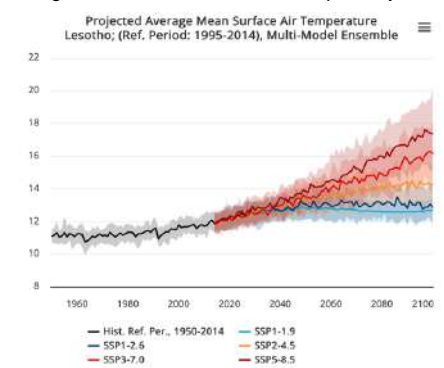 Projected Average Mean Surface Air Temperature
Lesotho; (Ref. Period: 1995-2014), Multi-Model Ensemble
22
20
18
16
14
12
10
8
1960 1980 2000 2020 2040 2060 2080 2100
Hist. Ref. Per., 1950-2014 SSP1-1.9
SSP1-2.6 SSP2-4.5
SSP3-7.0 SSP5-8.5